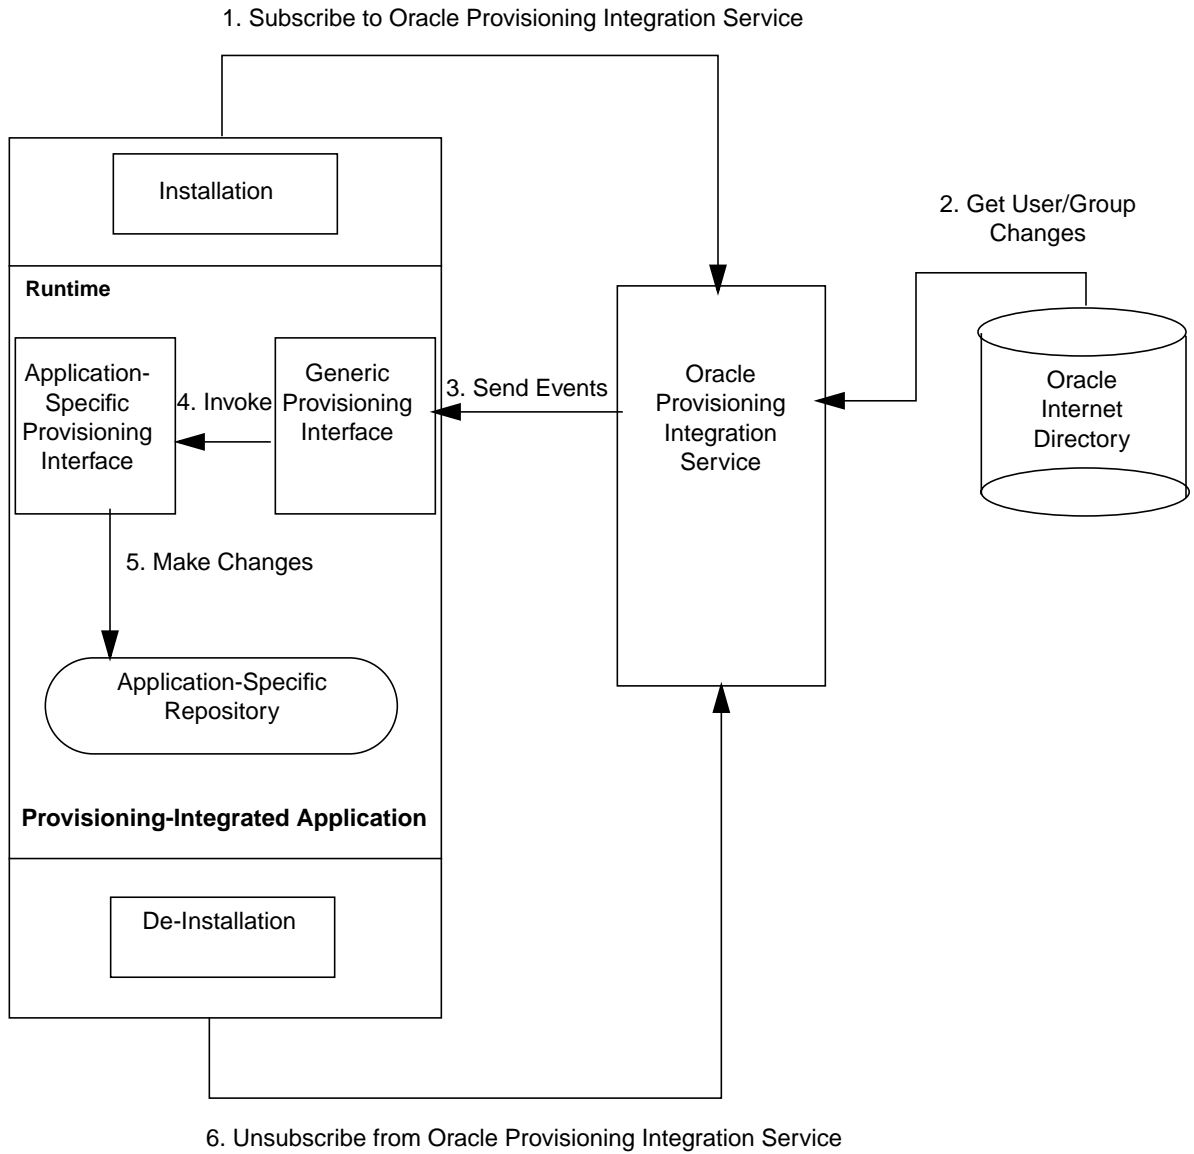 1. Subscribe to Oracle Provisioning Integration Service
Installation
2. Get User/Group
Changes
Runtime
Application-
Specific
Provisioning
Interface
4. Invoke
Generic
Provisioning
Interface
3. Send Events
Oracle
Provisioning
Integration
Service
Oracle
Internet
Directory
5. Make Changes
Application-Specific
Repository
Provisioning-Integrated Application
De-Installation
6. Unsubscribe from Oracle Provisioning Integration Service